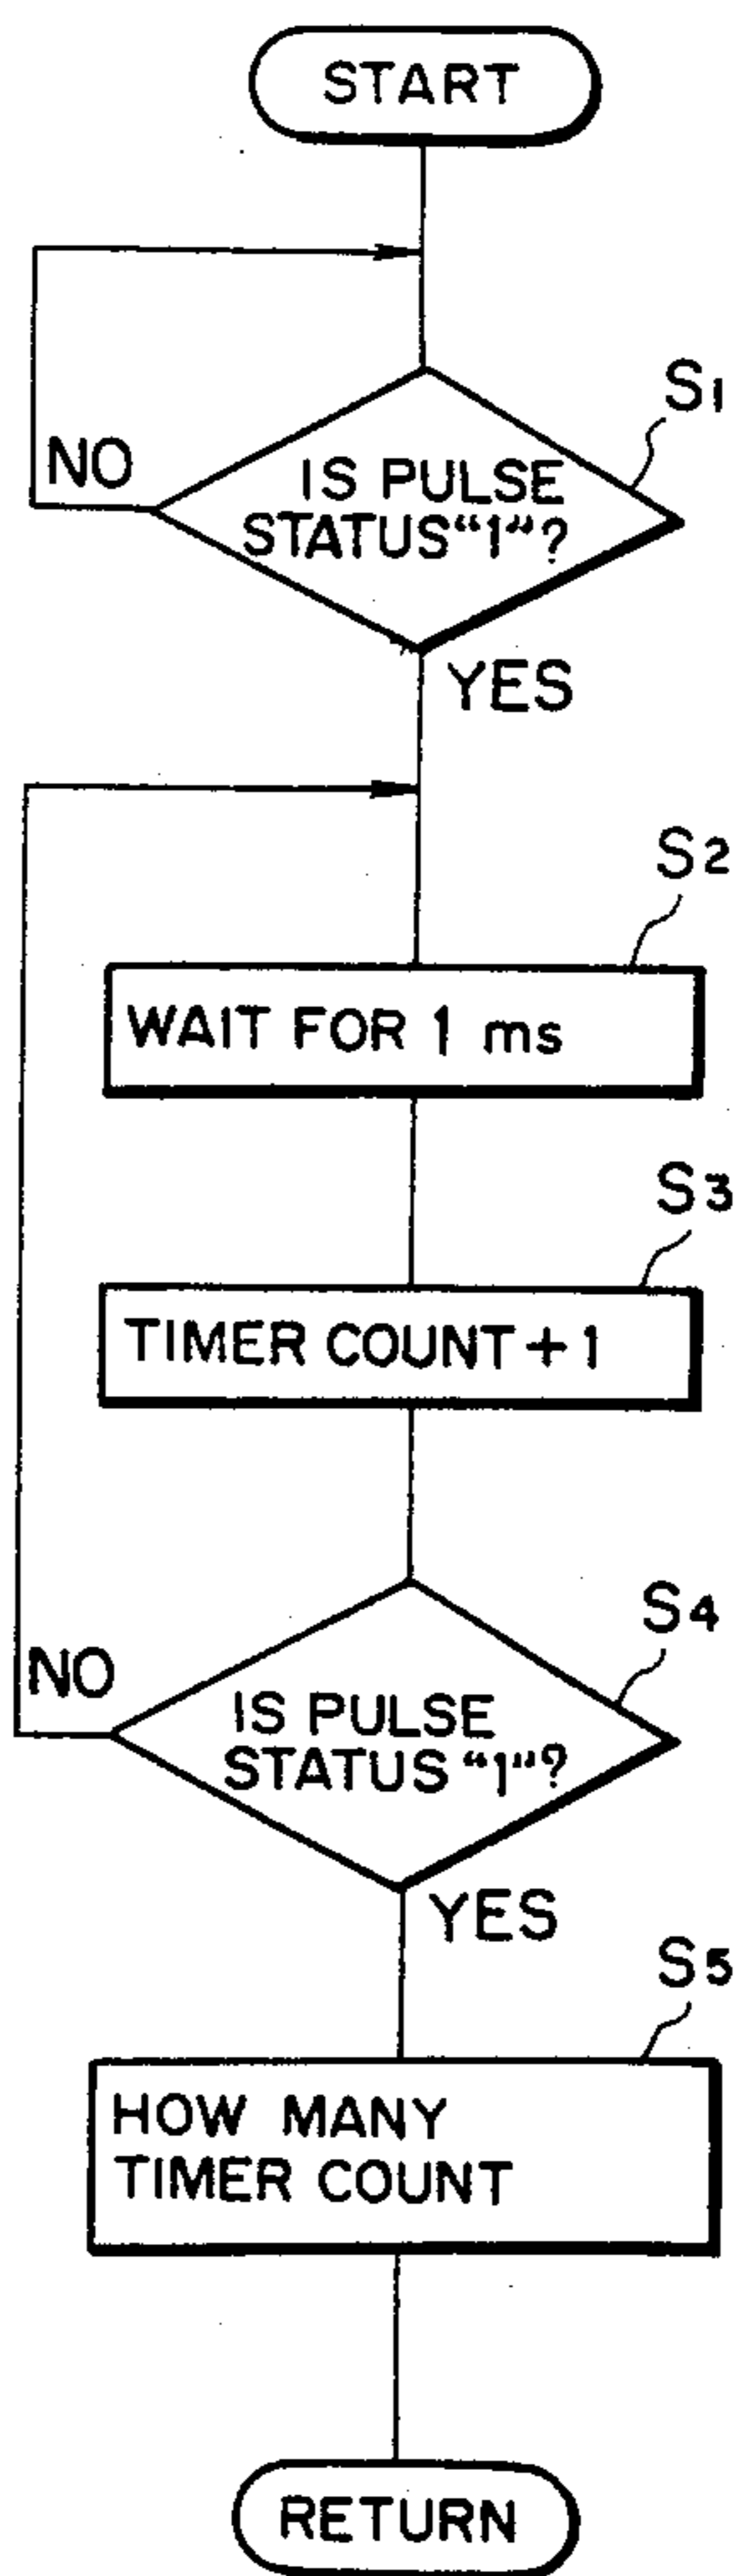 START
S1
NO
IS PULSE
STATUS "1"?
YES
S2
WAIT FOR 1 ms
S3
TIMER COUNT + 1
S4
NO
IS PULSE
STATUS "1"?
YES
S5
HOW MANY
TIMER COUNT
RETURN